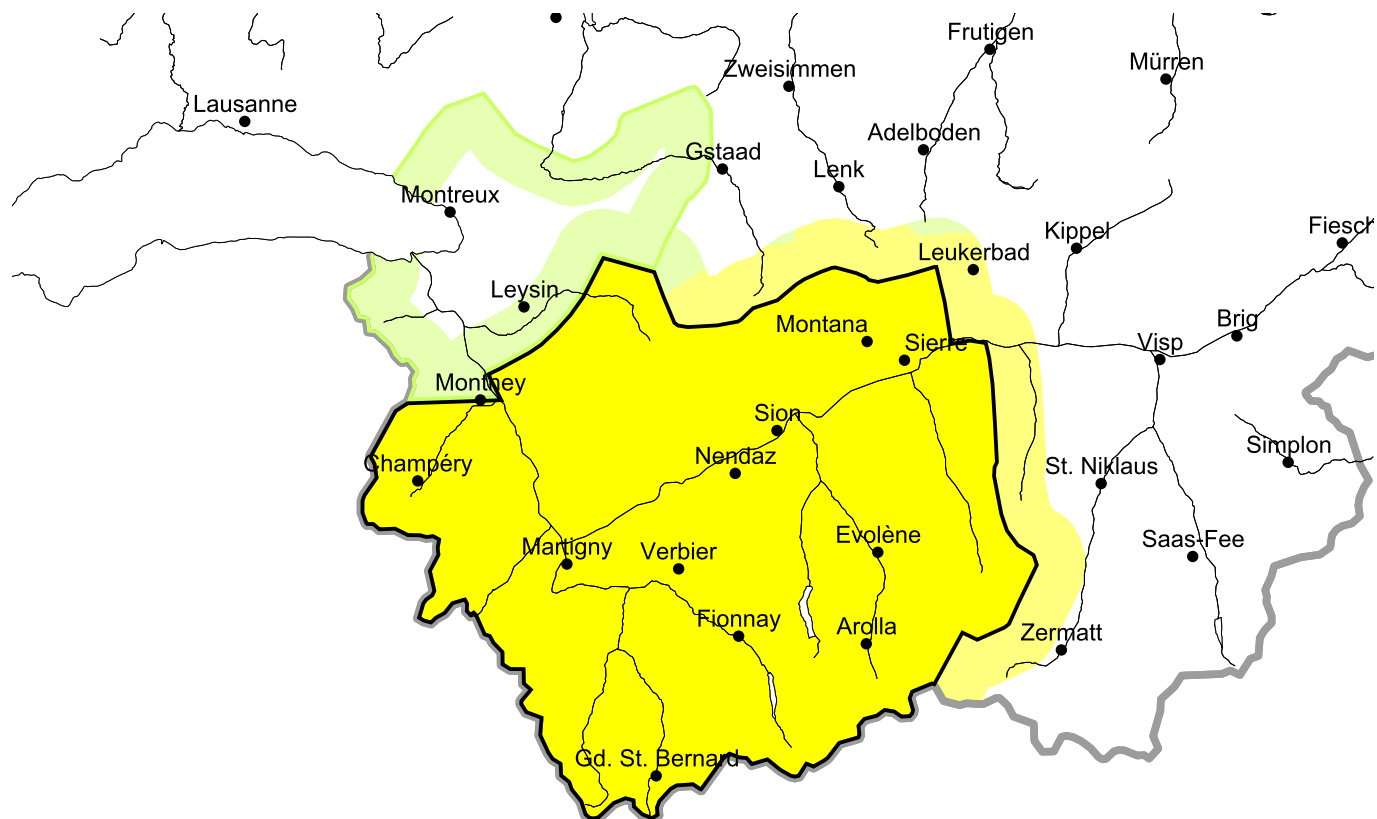 Frutigen
Mürren
Zweisimmen
Lausanne
Adelboden
Gstaad
Lenk
Montreux
Kippel
Fiesch
Leukerbad
Leysin
Montana
Sierre
Visp
Brig
Monthey
Sion
Champéry
Nendaz
St. Niklaus
Simplon
Martigny
Verbier
Evolène
Saas-Fee
Fionnay
Arolla
Zermatt
Gd. St. Bernard